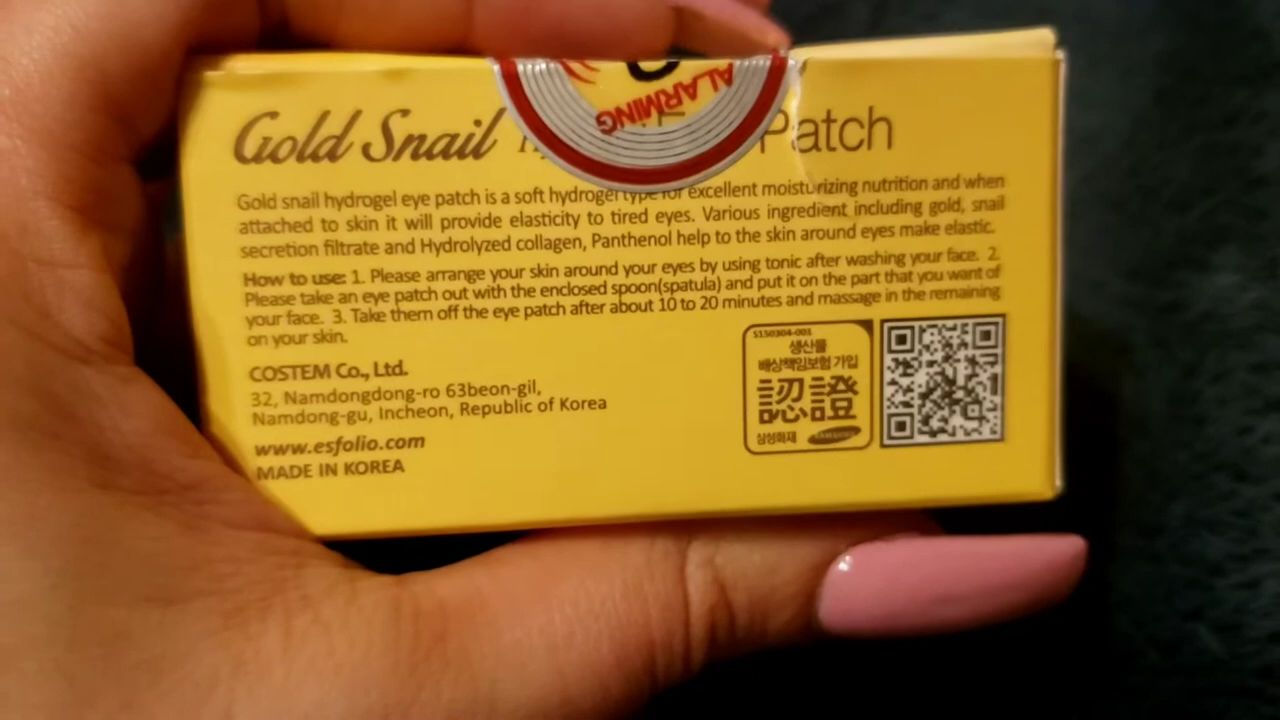 ALARMING
Gold Snail Patch
Gold snail hydrogel eye patch is a soft hydrogel type for excellent moisturizing nutrition and when
attached to skin it will provide elasticity to tired eyes. Various ingredient including gold, snail
secretion filtrate and Hydrolyzed collagen, Panthenol help to the skin around eyes make elastic.
How to use: 1. Please arrange your skin around your eyes by using tonic after washing your face. 2.
Please take an eye patch out with the enclosed spoon(spatula) and put it on the part that you want of
your face. 3. Take them off the eye patch after about 10 to 20 minutes and massage in the remaining
on your skin.
COSTEM Co., Ltd.
32, Namdongdong-ro 63beon-gil,
Namdong-gu, Incheon, Republic of Korea
www.esfolio.com
MADE IN KOREA
S150304-001
생산물
배상책임보험 가입
認證
삼성화재 SAMSUNG